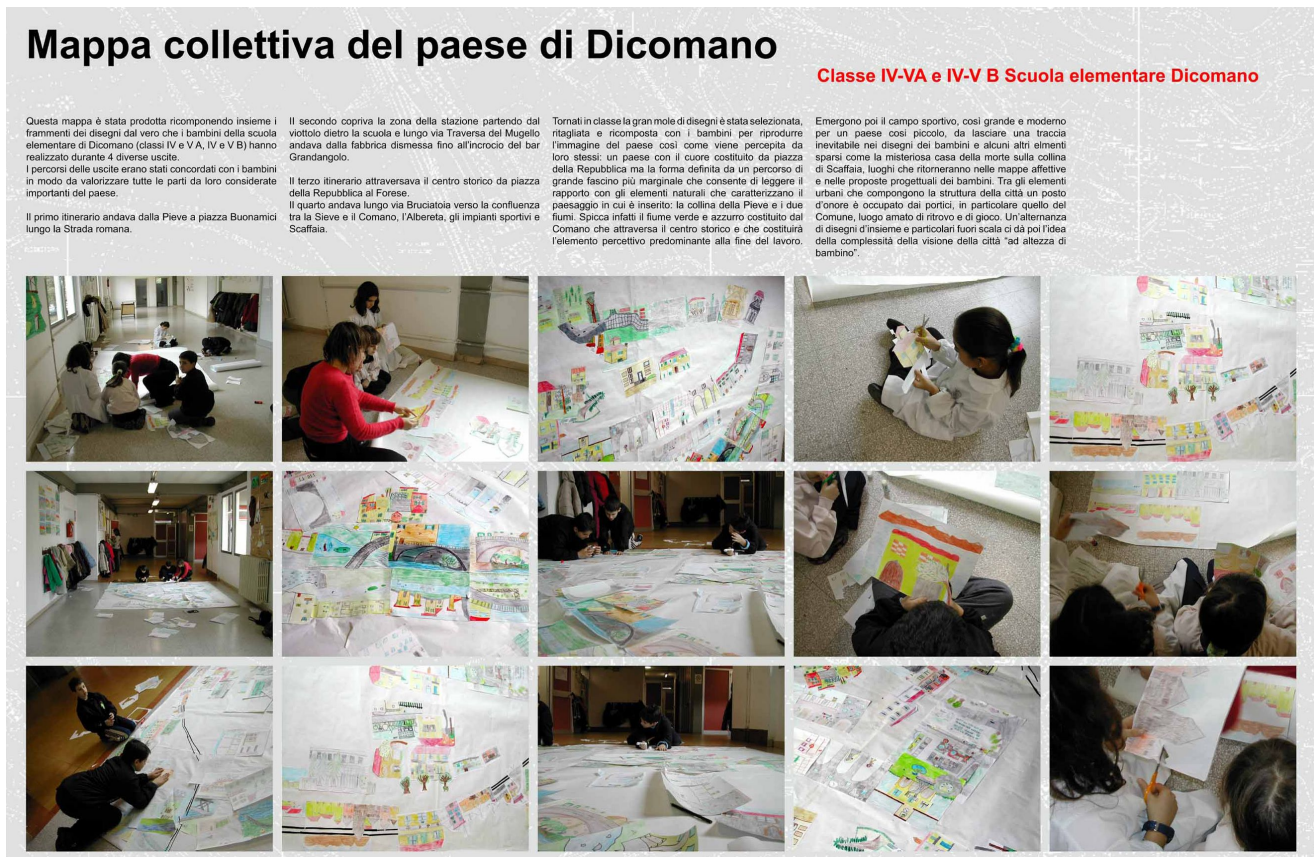 Mappa collettiva del paese di Dicomano
Classe IV-VA e IV-V B Scuola elementare Dicomano
Questa mappa è stata prodotta ricomponendo insieme i
frammenti dei disegni dal vero che i bambini della scuola
elementare di Dicomano (classi IV e V A, IV e V B) hanno
realizzato durante 4 diverse uscite.
I percorsi delle uscite erano stati concordati con i bambini
in modo da valorizzare tutte le parti da loro considerate
importanti del paese.
Il primo itinerario andava dalla Pieve a piazza Buonamici
lungo la Strada romana.
Il secondo copriva la zona della stazione partendo dal
viottolo dietro la scuola e lungo via Traversa del Mugello
andava dalla fabbrica dismessa fino all'incrocio del bar
Grandangolo.
Il terzo itinerario attraversava il centro storico da piazza
della Repubblica al Forese.
Il quarto andava lungo via Bruciatoia verso la confluenza
tra la Sieve e il Comano, l'Albereta, gli impianti sportivi e
Scaffaia.
Tornati in classe la gran mole di disegni è stata selezionata,
ritagliata e ricomposta con i bambini per riprodurre
l'immagine del paese così come viene percepita da
loro stessi: un paese con il cuore costituito da piazza
della Repubblica ma la forma definita da un percorso di
grande fascino più marginale che consente di leggere il
rapporto con gli elementi naturali che caratterizzano il
paesaggio in cui è inserito: la collina della Pieve e i due
fiumi. Spicca infatti il fiume verde e azzurro costituito dal
Comano che attraversa il centro storico e che costituirà
l'elemento percettivo predominante alla fine del lavoro.
Emergono poi il campo sportivo, così grande e moderno
per un paese cosi piccolo, da lasciare una traccia
inevitabile nei disegni dei bambini e alcuni altri elmenti
sparsi come la misteriosa casa della morte sulla collina
di Scaffaia, luoghi che ritorneranno nelle mappe affettive
e nelle proposte progettuali dei bambini. Tra gli elementi
urbani che compongono la struttura della città un posto
d'onore è occupato dai portici, in particolare quello del
Comune, luogo amato di ritrovo e di gioco. Un'alternanza
di disegni d'insieme e particolari fuori scala ci dà poi l'idea
della complessità della visione della città "ad altezza di
bambino".